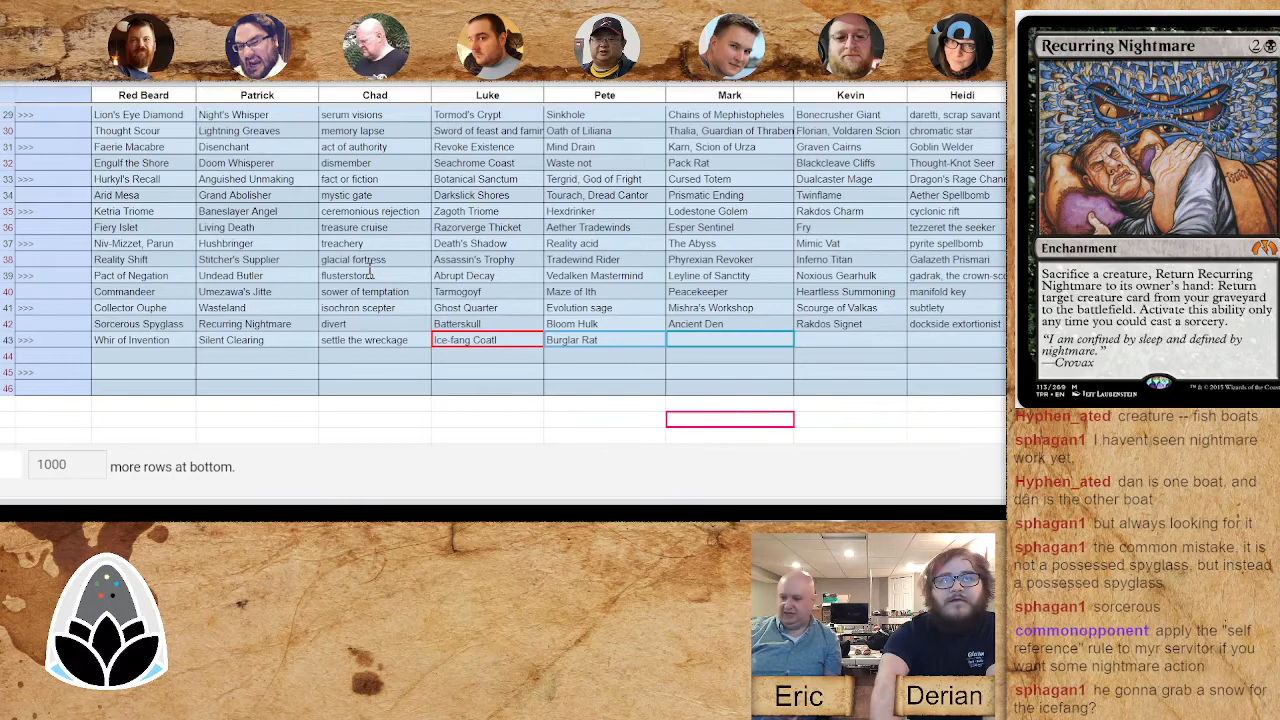 Red Beard Patrick Chad Luke Pete Mark Kevin Heidi
29 >>> Lion's Eye Diamond Night's Whisper serum visions Tormod's Crypt Sinkhole Chains of Mephistopheles Bonecrusher Giant daretti, scrap savant
30 Thought Scour Lightning Greaves memory lapse Sword of feast and famin Oath of Liliana Thalia, Guardian of Thraben Florian, Voldaren Scion chromatic star
31 >>> Faerie Macabre Disenchant act of authority Revoke Existence Mind Drain Karn, Scion of Urza Graven Cairns Goblin Welder
32 Engulf the Shore Doom Whisperer dismember Seachrome Coast Waste not Pack Rat Blackcleave Cliffs Thought-Knot Seer
33 >>> Hurkyl's Recall Anguished Unmaking fact or fiction Botanical Sanctum Tergrid, God of Fright Cursed Totem Dualcaster Mage Dragon's Rage Chann
34 Arid Mesa Grand Abolisher mystic gate Darkslick Shores Tourach, Dread Cantor Prismatic Ending Twinflame Aether Spellbomb
35 >>> Ketria Triome Baneslayer Angel ceremonious rejection Zagoth Triome Hexdrinker Lodestone Golem Rakdos Charm cyclonic rift
36 Fiery Islet Living Death treasure cruise Razorverge Thicket Aether Tradewinds Esper Sentinel Fry tezzeret the seeker
37 >>> Niv-Mizzet, Parun Hushbringer treachery Death's Shadow Reality acid The Abyss Mimic Vat pyrite spellbomb
38 Reality Shift Stitcher's Supplier glacial fortr Assassin's Trophy Tradewind Rider Phyrexian Revoker Inferno Titan Galazeth Prismari
39 >>> Pact of Negation Undead Butler flusterstorm Abrupt Decay Vedalken Mastermind Leyline of Sanctity Noxious Gearhulk gadrak, the crown-sco
40 Commandeer Umezawa's Jitte sower of temptation Tarmogoyf Maze of Ith Peacekeeper Heartless Summoning manifold key
41 >>> Collector Ouphe Wasteland isochron scepter Ghost Quarter Evolution sage Mishra's Workshop Scourge of Valkas subtlety
42 Sorcerous Spyglass Recurring Nightmare divert Batterskull Bloom Hulk Ancient Den Rakdos Signet dockside extortionist
43 >>> Whir of Invention Silent Clearing settle the wreckage Ice-fang Coatl Burglar Rat
44
45 >>>
46
1000 more rows at bottom.
Recurring Nightmare 2
Enchantment
Sacrifice a creature, Return Recurring
Nightmare to its owner's hand: Return
target creature card from your graveyard
to the battlefield. Activate this ability only
any time you could cast a sorcery.
"I am confined by sleep and defined by
nightmare."
—Crovax
113/269 M
TPR • EN Jeff Laubenstein
™ & © 2015 Wizards of the Coas
Hyphen_ated creature -- fish boats
sphagan1 I havent seen nightmare
work yet,
Hyphen_ated dan is one boat, and
dan is the other boat
sphagan1 but always looking for it
sphagan1 the common mistake, it is
not a possessed spyglass, but instead
a possessed spyglass
sphagan1 sorcerous
commonopponent apply the "self
reference" rule to myr servitor if you
want some nightmare action
sphagan1 he gonna grab a snow for
the icefang?
Eric
Derian